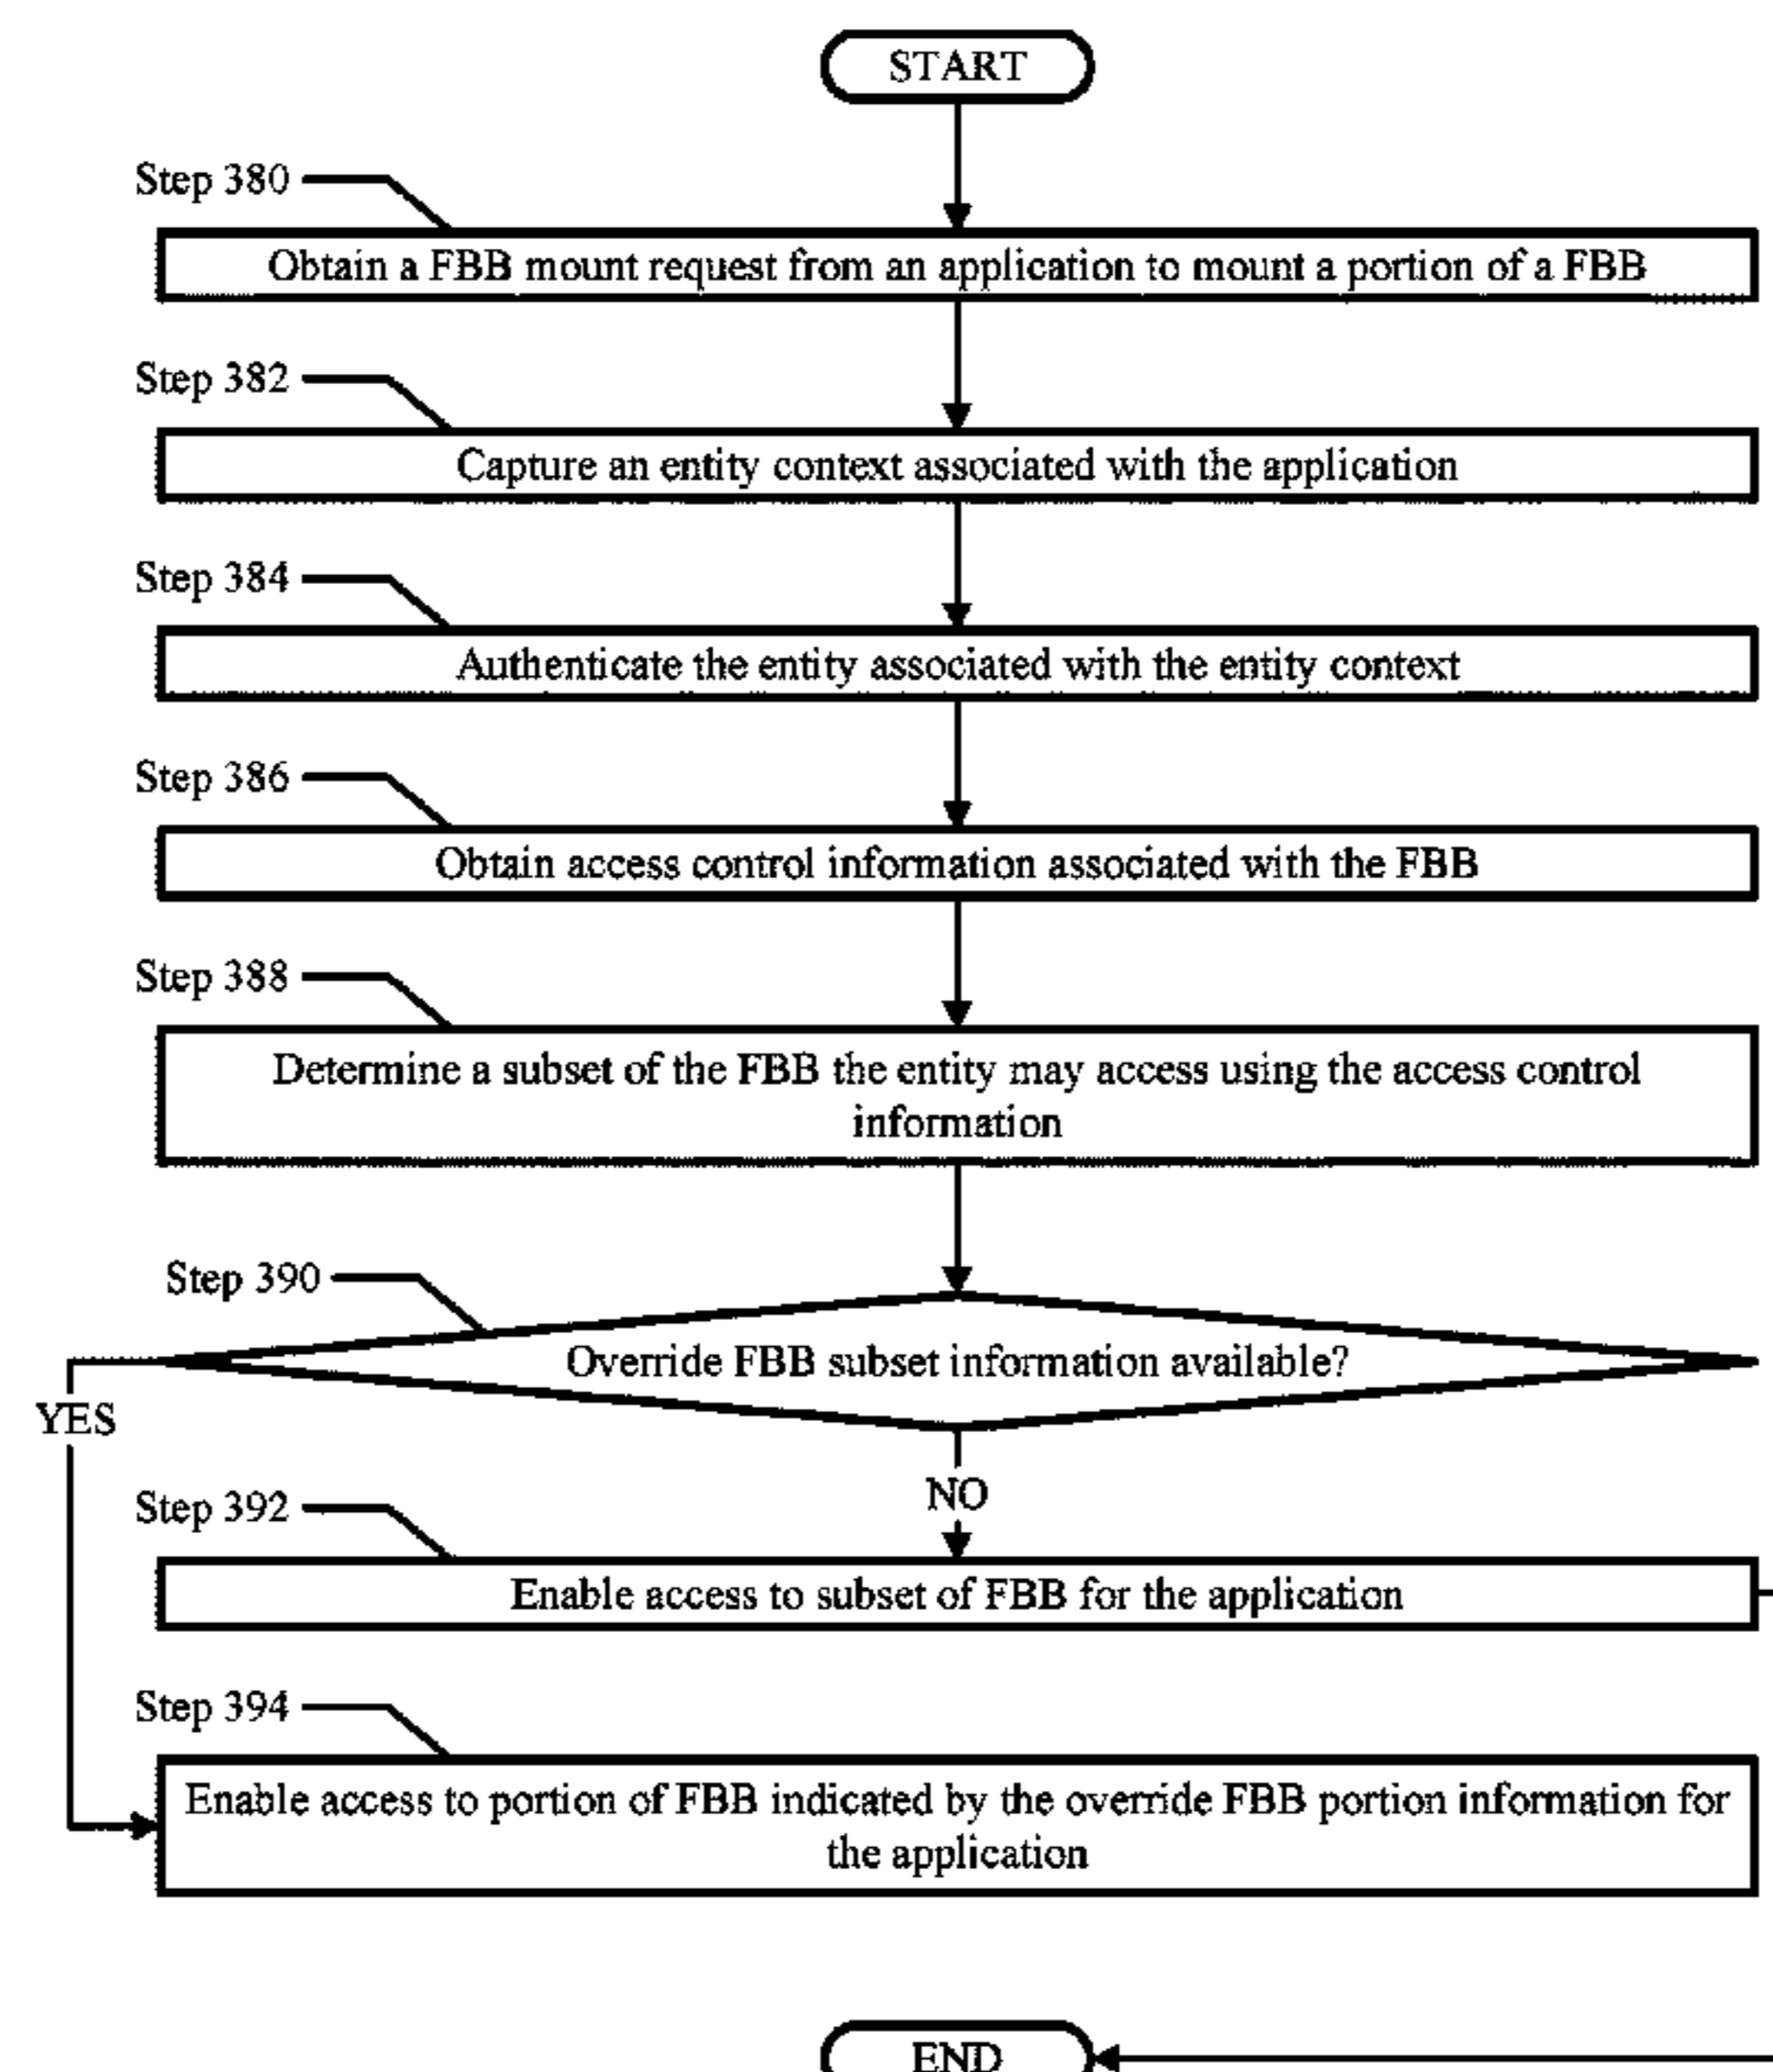 START
Step 380
Obtain a FBB mount request from an application to mount a portion of a FBB
Step 382
Capture an entity context associated with the application
Step 384
Authenticate the entity associated with the entity context
Step 386
Obtain access control information associated with the FBB
Step 388
Determine a subset of the FBB the entity may access using the access control
information
Step 390
Override FBB subset information available?
YES
NO
Step 392
Enable access to subset of FBB for the application
Step 394
Enable access to portion of FBB indicated by the override FBB portion information for
the application
END